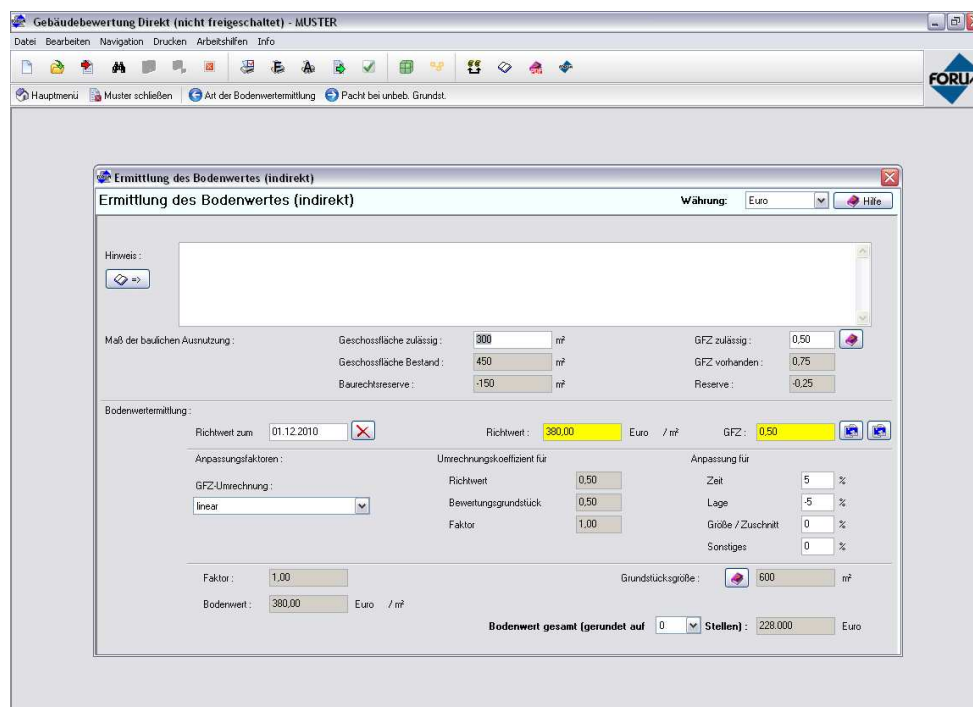 Gebäudebewertung Direkt (nicht freigeschaltet) - MUSTER
Datei Bearbeiten Navigation Drucken Arbeitshilfen Info
Hauptmenü Muster schließen Art der Bodenwertermittlung Pacht bei unbeb. Grundst.
FORU
Ermittlung des Bodenwertes (indirekt)
Ermittlung des Bodenwertes (indirekt) Währung: Euro Hilfe
Hinweis :
=>
Maß der baulichen Ausnutzung : Geschossfläche zulässig : 300 m² GFZ zulässig : 0,50
Geschossfläche Bestand : 450 m² GFZ vorhanden : 0,75
Baurechtsreserve : -150 m² Reserve : -0,25
Bodenwertermittlung :
Richtwert zum 01.12.2010 Richtwert : 380,00 Euro / m² GFZ : 0,50
Anpassungsfaktoren : Umrechnungskoeffizient für Anpassung für
GFZ-Umrechnung : Richtwert 0,50 Zeit 5 %
linear Bewertungsgrundstück 0,50 Lage -5 %
Faktor 1,00 Größe / Zuschnitt 0 %
Sonstiges 0 %
Faktor : 1,00 Grundstücksgröße : 600 m²
Bodenwert : 380,00 Euro / m²
Bodenwert gesamt (gerundet auf 0 Stellen) : 228.000 Euro